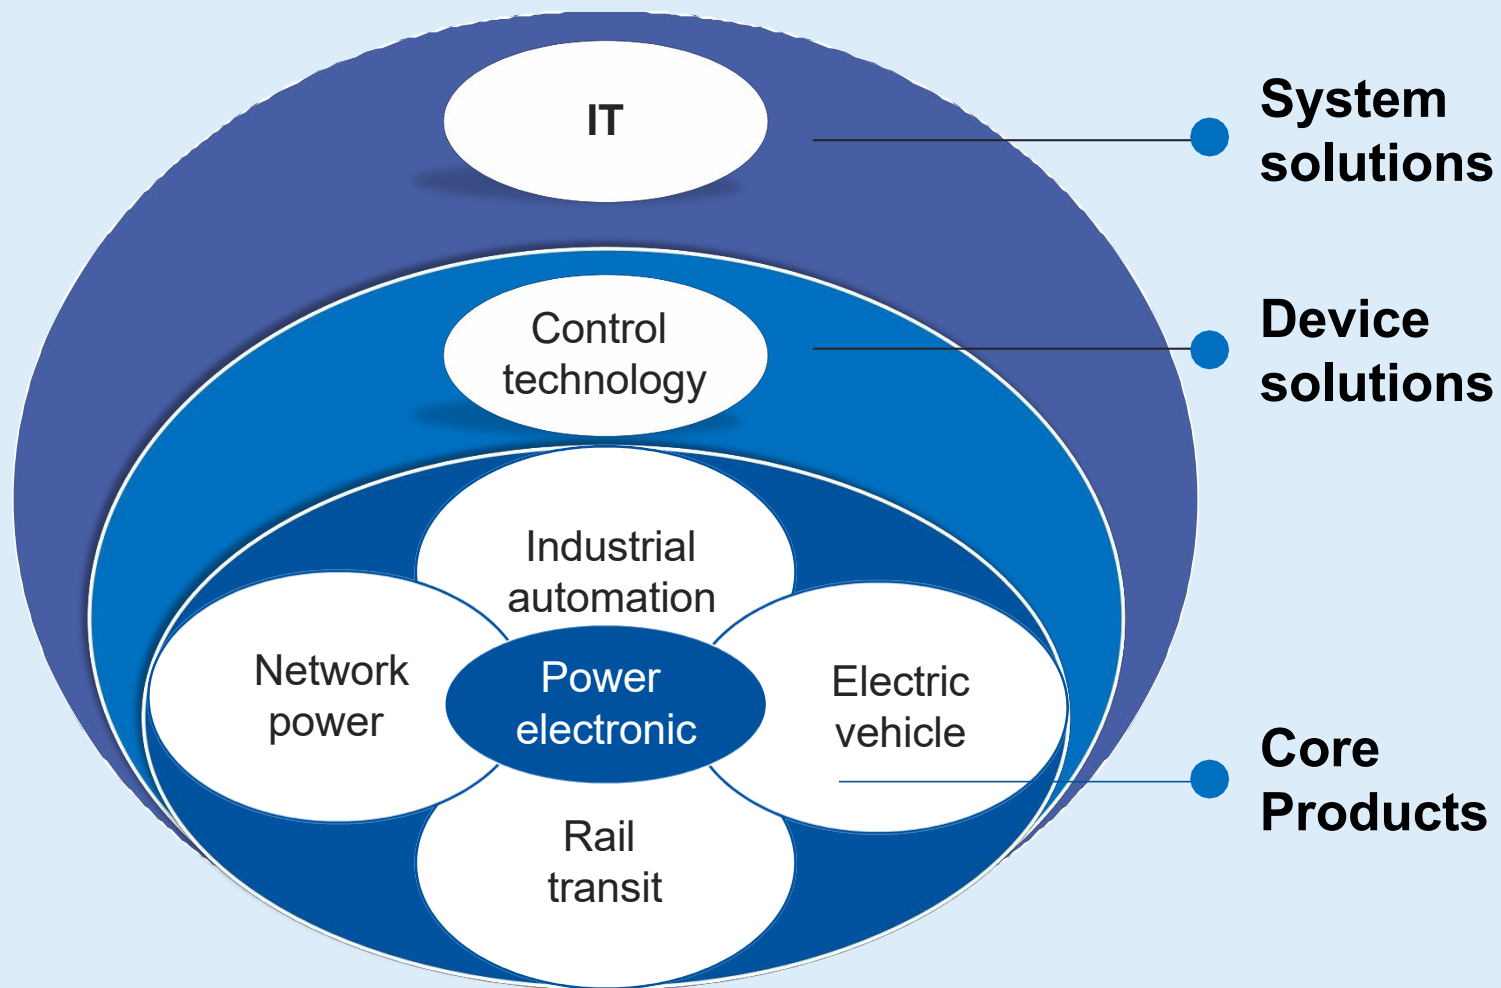 IT
System
solutions
Control
technology
Device
solutions
Industrial
automation
Network
power
Power
electronic
Electric
vehicle
Core
Products
Rail
transit